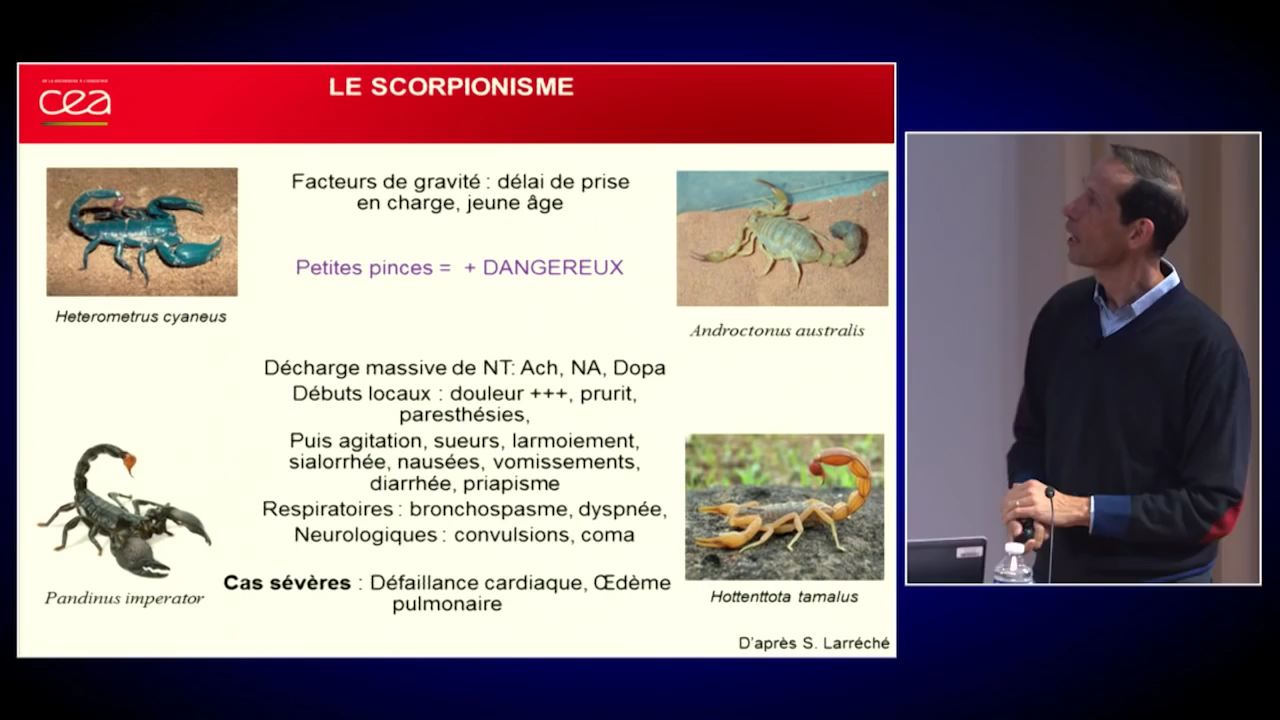 LE SCORPIONISME
cea
Facteurs de gravité : délai de prise
en charge, jeune âge
Petites pinces = + DANGEREUX
Heterometrus cyaneus
Androctonus australis
Décharge massive de NT: Ach, NA, Dopa
Débuts locaux : douleur +++, prurit,
paresthésies,
Puis agitation, sueurs, larmoiement,
sialorrhée, nausées, vomissements,
diarrhée, priapisme
Respiratoires : bronchospasme, dyspnée,
Neurologiques : convulsions, coma
Cas sévères : Défaillance cardiaque, Œdème
pulmonaire
Pandinus imperator
Hottenttota tamalus
D'après S. Larréché